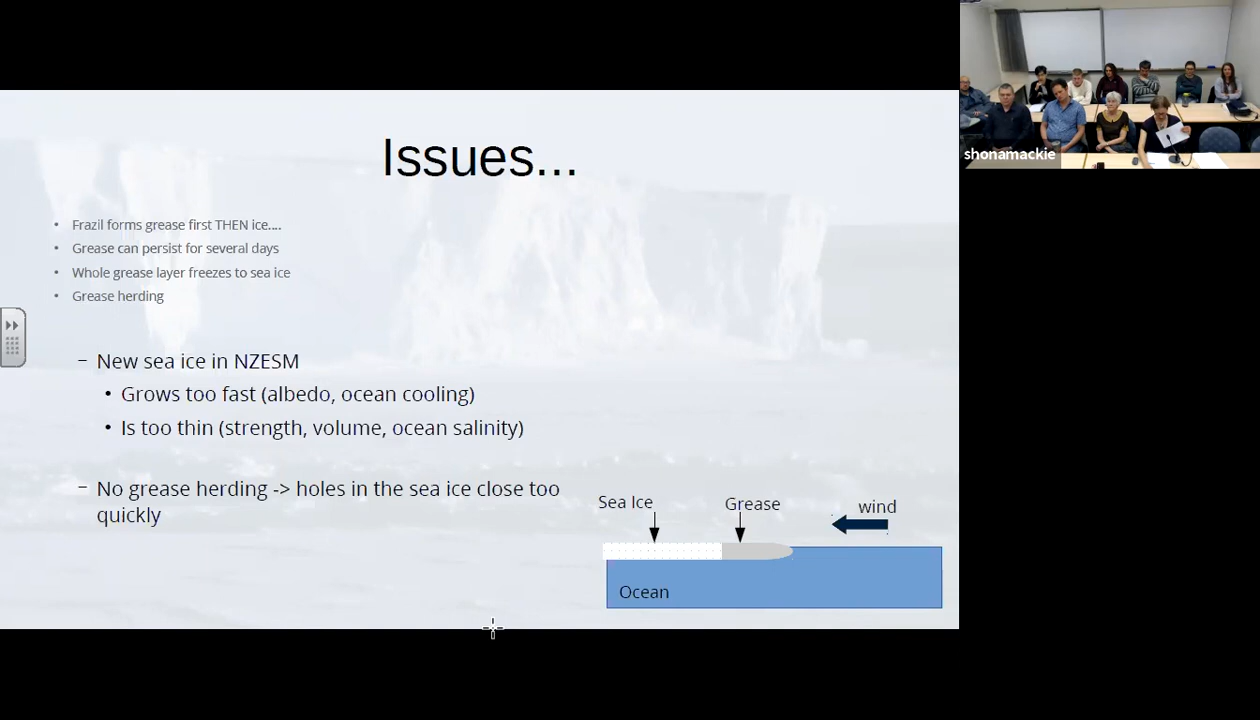 Issues...
• Frazil forms grease first THEN ice....
• Grease can persist for several days
• Whole grease layer freezes to sea ice
• Grease herding
– New sea ice in NZESM
• Grows too fast (albedo, ocean cooling)
• Is too thin (strength, volume, ocean salinity)
– No grease herding -> holes in the sea ice close too
quickly
Sea Ice
Grease
wind
Ocean
shonamackie